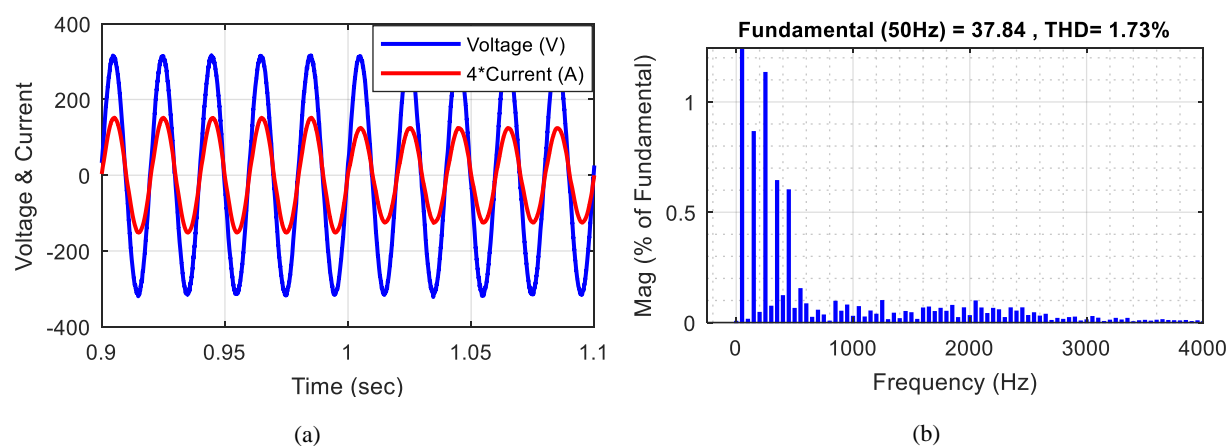 400
200
0
-200
-400
Voltage & Current
Voltage (V)
4*Current (A)
0.9
0.95
1
1.05
1.1
Time (sec)
(a)
Fundamental (50Hz) = 37.84 , THD= 1.73%
Mag (% of Fundamental)
1
0.5
0
0
1000
2000
3000
4000
Frequency (Hz)
(b)